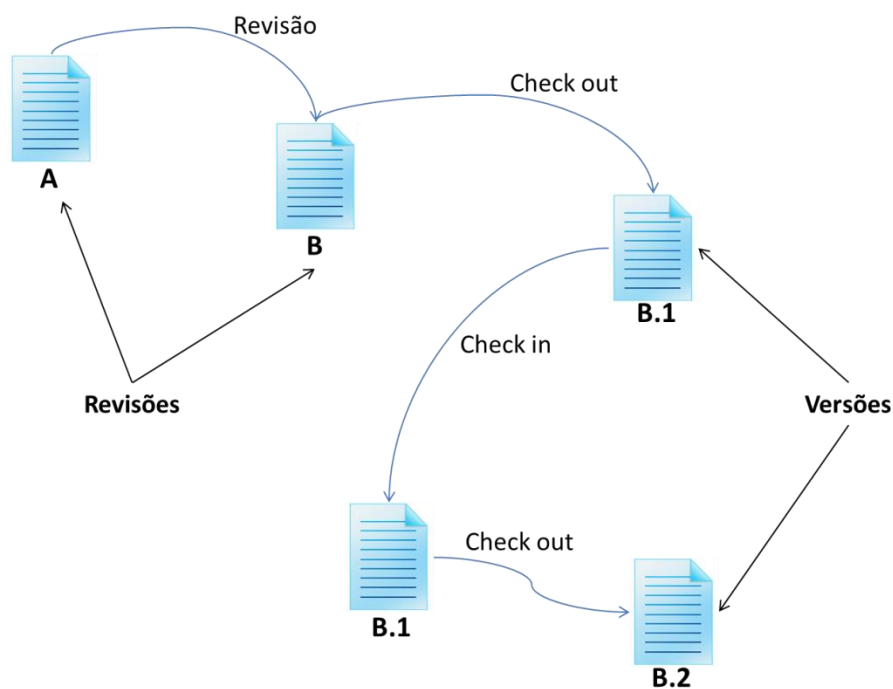 Revisão
Check out
A
B
B.1
Check in
Revisões
Versões
Check out
B.1
B.2